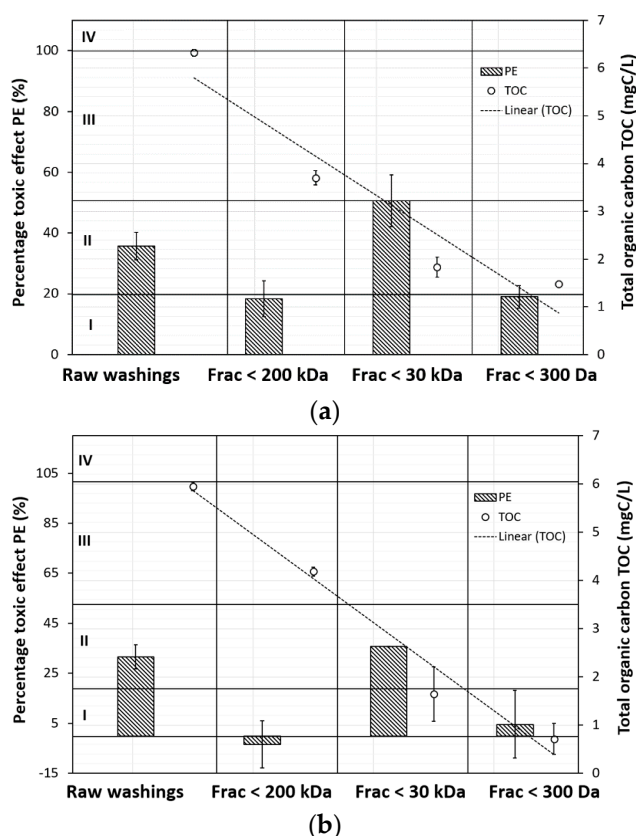 Percentage toxic effect PE (%)
100
80
60
40
20
0
IV
III
II
I
PE
TOC
Linear (TOC)
7
6
5
4
3
2
1
0
Total organic carbon TOC (mgC/L)
Raw washings Frac < 200 kDa Frac < 30 kDa Frac < 300 Da
(a)
Percentage toxic effect PE (%)
105
85
65
45
25
5
-15
IV
III
II
I
PE
TOC
Linear (TOC)
7
6
5
4
3
2
1
0
Total organic carbon TOC (mgC/L)
Raw washings Frac < 200 kDa Frac < 30 kDa Frac < 300 Da
(b)